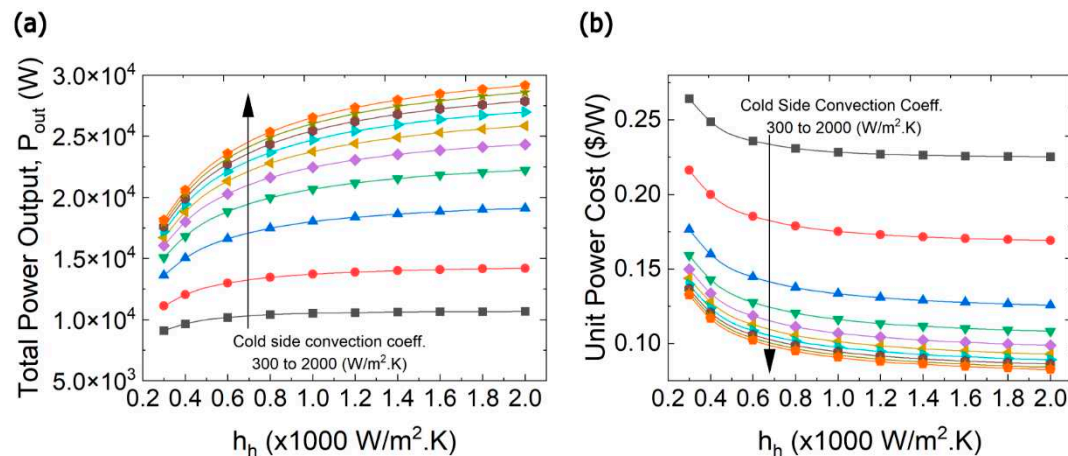 (a)
Total Power Output, P_out (W)
3.0×10⁴
2.5×10⁴
2.0×10⁴
1.5×10⁴
1.0×10⁴
5.0×10³
Cold side convection coeff.
300 to 2000 (W/m².K)
0.2 0.4 0.6 0.8 1.0 1.2 1.4 1.6 1.8 2.0
h_h (x1000 W/m².K)
(b)
Unit Power Cost ($/W)
0.25
0.20
0.15
0.10
Cold Side Convection Coeff.
300 to 2000 (W/m².K)
0.2 0.4 0.6 0.8 1.0 1.2 1.4 1.6 1.8 2.0
h_h (x1000 W/m².K)